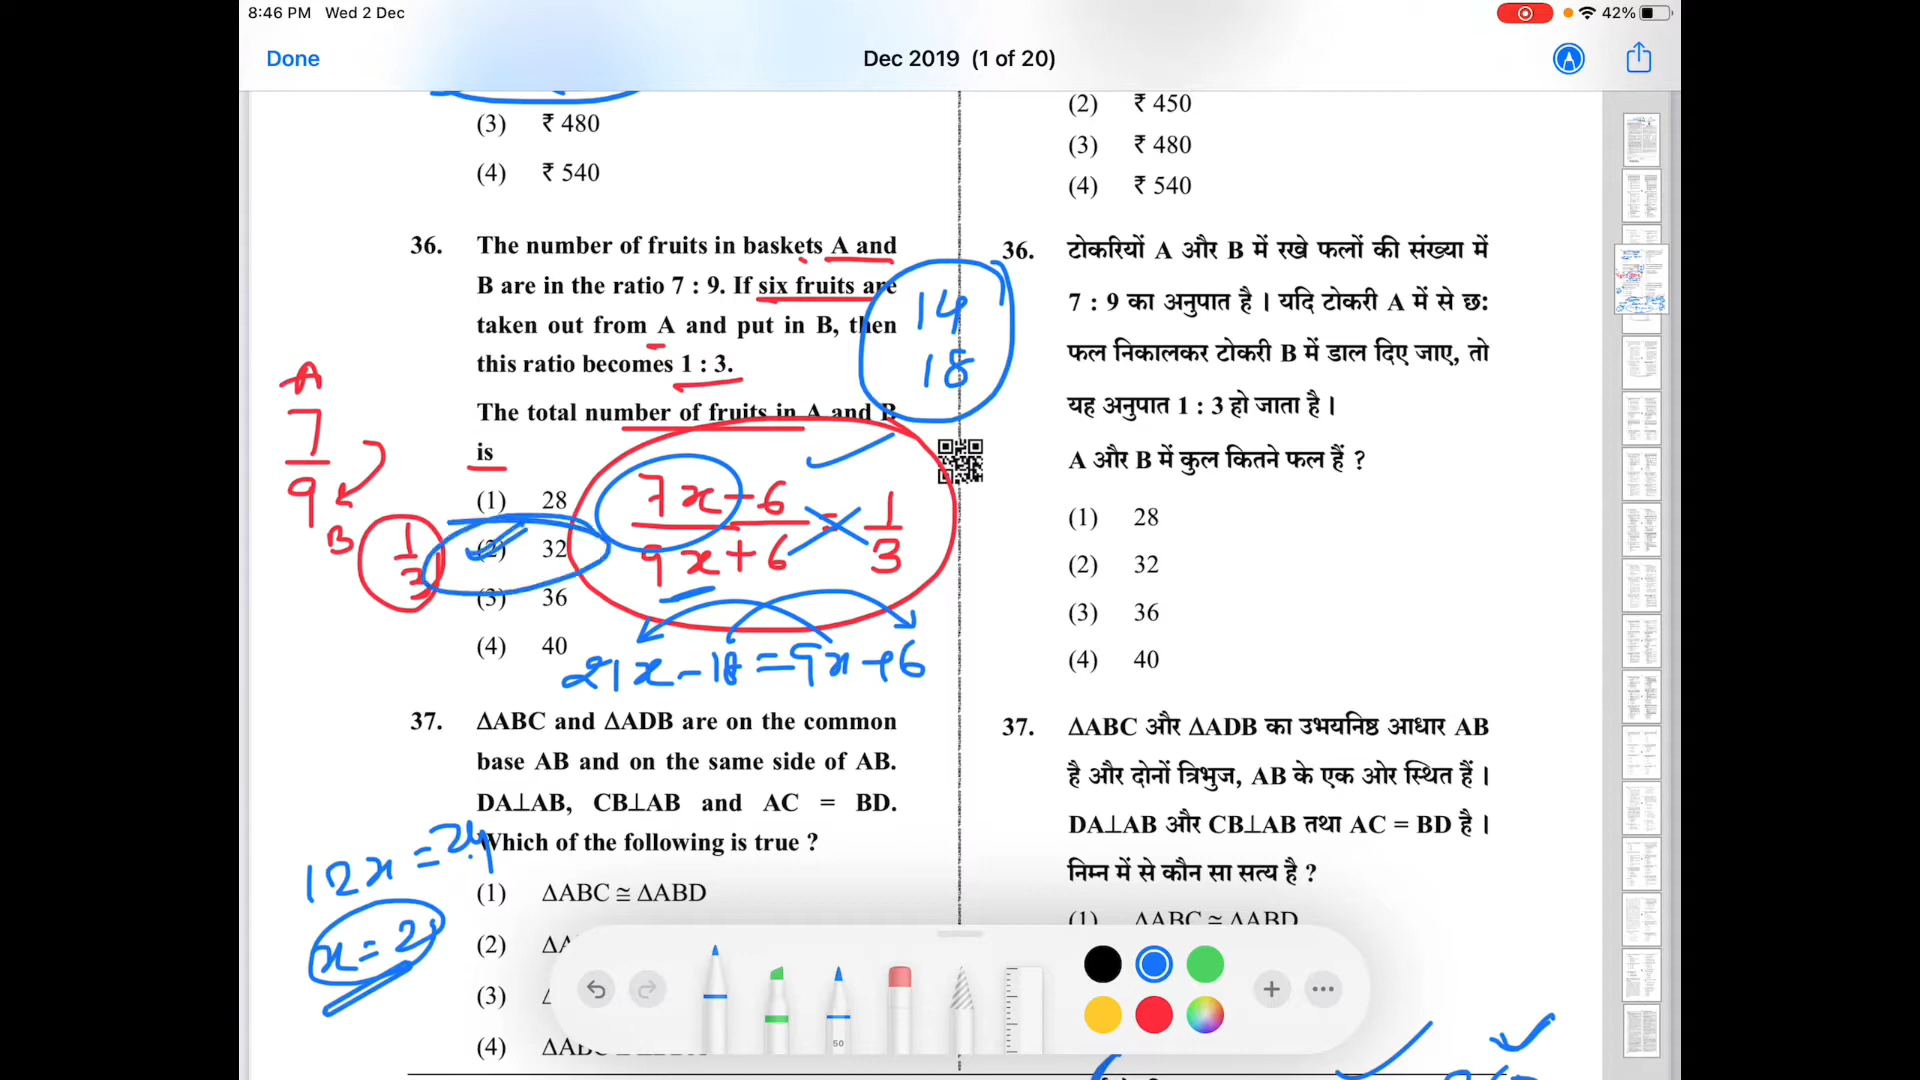 8:46 PM Wed 2 Dec
42%
Done
Dec 2019 (1 of 20)
(3) ₹ 480
(4) ₹ 540
36. The number of fruits in baskets A and
B are in the ratio 7 : 9. If six fruits are
taken out from A and put in B, then
this ratio becomes 1 : 3.
The total number of fruits in A and B
is
(1) 28
(2) 32
(3) 36
(4) 40
14
18
A
7
9
B
1
3
7x-6
9x+6
=
1
3
21x-18=9x+6
12x=24
x=2
37. ΔABC and ΔADB are on the common
base AB and on the same side of AB.
DA⊥AB, CB⊥AB and AC = BD.
Which of the following is true ?
(1) ΔABC ≅ ΔABD
(2)
(3)
(4)
(2) ₹ 450
(3) ₹ 480
(4) ₹ 540
36. टोकरियों A और B में रखे फलों की संख्या में
7 : 9 का अनुपात है । यदि टोकरी A में से छः
फल निकालकर टोकरी B में डाल दिए जाए, तो
यह अनुपात 1 : 3 हो जाता है ।
A और B में कुल कितने फल हैं ?
(1) 28
(2) 32
(3) 36
(4) 40
37. ΔABC और ΔADB का उभयनिष्ठ आधार AB
है और दोनों त्रिभुज, AB के एक ओर स्थित हैं ।
DA⊥AB और CB⊥AB तथा AC = BD है ।
निम्न में से कौन सा सत्य है ?
(1) ΔABC ≅ ΔABD
50